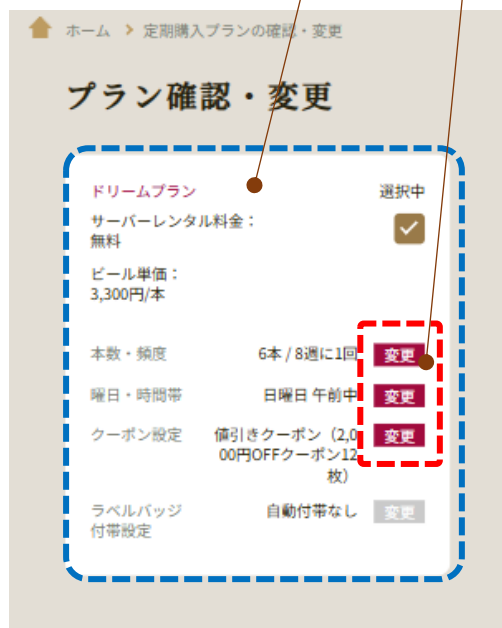 ホーム > 定期購入プランの確認・変更
プラン確認・変更
ドリームプラン 選択中
サーバーレンタル料金：
無料
ビール単価：
3,300円/本
本数・頻度 6本 / 8週に1回 変更
曜日・時間帯 日曜日 午前中 変更
クーポン設定 値引きクーポン（2,0 変更
00円OFFクーポン12
枚）
ラベルバッジ 自動付帯なし 変更
付帯設定